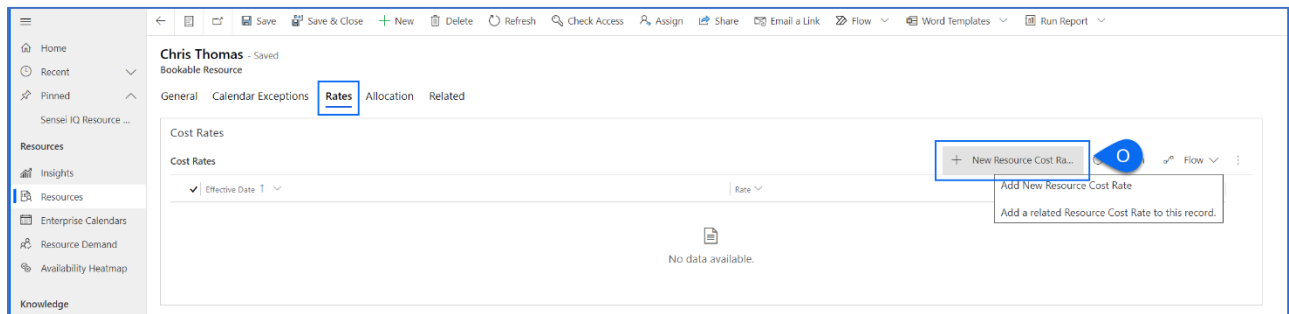 Save Save & Close New Delete Refresh Check Access Assign Share Email a Link Flow Word Templates Run Report
Home
Recent
Pinned
Sensei IQ Resource ...
Resources
Insights
Resources
Enterprise Calendars
Resource Demand
Availability Heatmap
Knowledge
Chris Thomas - Saved
Bookable Resource
General Calendar Exceptions Rates Allocation Related
Cost Rates
Cost Rates
+ New Resource Cost Ra... O Flow
Add New Resource Cost Rate
Add a related Resource Cost Rate to this record.
Effective Date ↑ Rate
No data available.